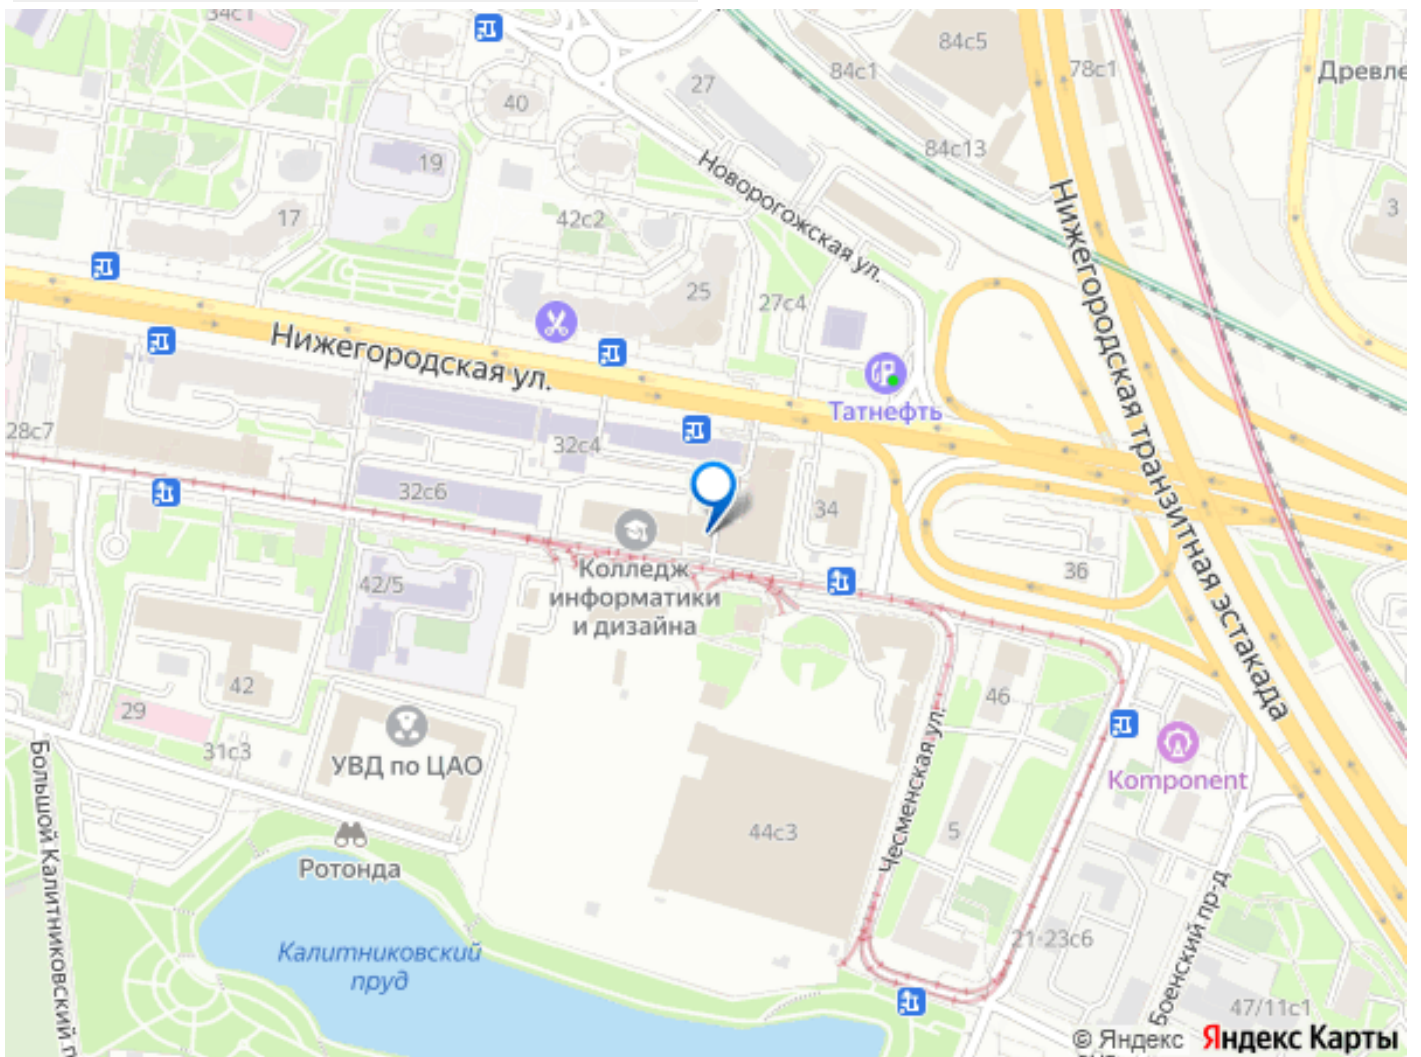 34с1
84с5
84с1
78с1
Древле
27
40
84с13
19
Новорогожская ул.
3
17
42с2
25
27с4
Нижегородская ул.
Нижегородская транзитная эстакада
Татнефть
28с7
32с4
32с6
34
36
42/5
Колледж
информатики
и дизайна
42
46
29
31с3
УВД по ЦАО
Чесменская ул.
Komponent
Большой Калитниковский п
44с3
5
Ротонда
Калитниковский
пруд
21-23с6
Боенский пр-д
47/11с1
© Яндекс Яндекс Карты